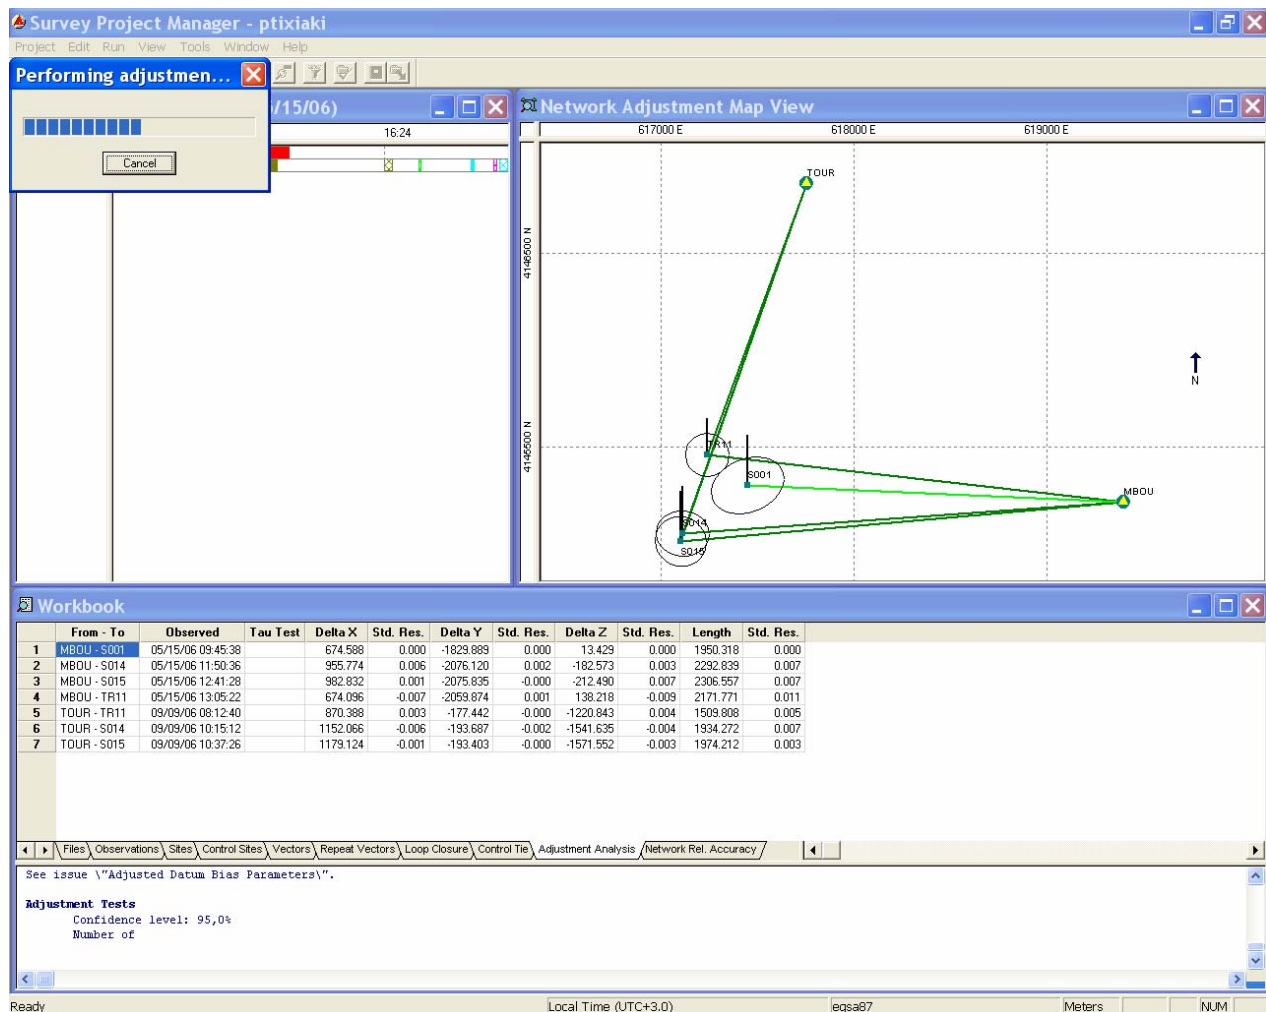 Survey Project Manager - ptixiaki
Project Edit Run View Tools Window Help
Performing adjustmen...
Cancel
/15/06)
16:24
Network Adjustment Map View
617000 E 618000 E 619000 E
4146500 N
4145500 N
TOUR
N
TR11
S001
MBOU
S014
S015
Workbook
From - To Observed Tau Test Delta X Std. Res. Delta Y Std. Res. Delta Z Std. Res. Length Std. Res.
1 MBOU - S001 05/15/06 09:45:38 674.588 0.000 -1829.889 0.000 13.429 0.000 1950.318 0.000
2 MBOU - S014 05/15/06 11:50:36 955.774 0.006 -2076.120 0.002 -182.573 0.003 2292.839 0.007
3 MBOU - S015 05/15/06 12:41:28 982.832 0.001 -2075.835 -0.000 -212.490 0.007 2306.557 0.007
4 MBOU - TR11 05/15/06 13:05:22 674.096 -0.007 -2059.874 0.001 138.218 -0.009 2171.771 0.011
5 TOUR - TR11 09/09/06 08:12:40 870.388 0.003 -177.442 -0.000 -1220.843 0.004 1509.808 0.005
6 TOUR - S014 09/09/06 10:15:12 1152.066 -0.006 -193.687 -0.002 -1541.635 -0.004 1934.272 0.007
7 TOUR - S015 09/09/06 10:37:26 1179.124 -0.001 -193.403 -0.000 -1571.552 -0.003 1974.212 0.003
Files Observations Sites Control Sites Vectors Repeat Vectors Loop Closure Control Tie Adjustment Analysis Network Rel. Accuracy
See issue \"Adjusted Datum Bias Parameters\".
Adjustment Tests
Confidence level: 95,0%
Number of
Ready Local Time (UTC+3.0) egsa87 Meters NUM